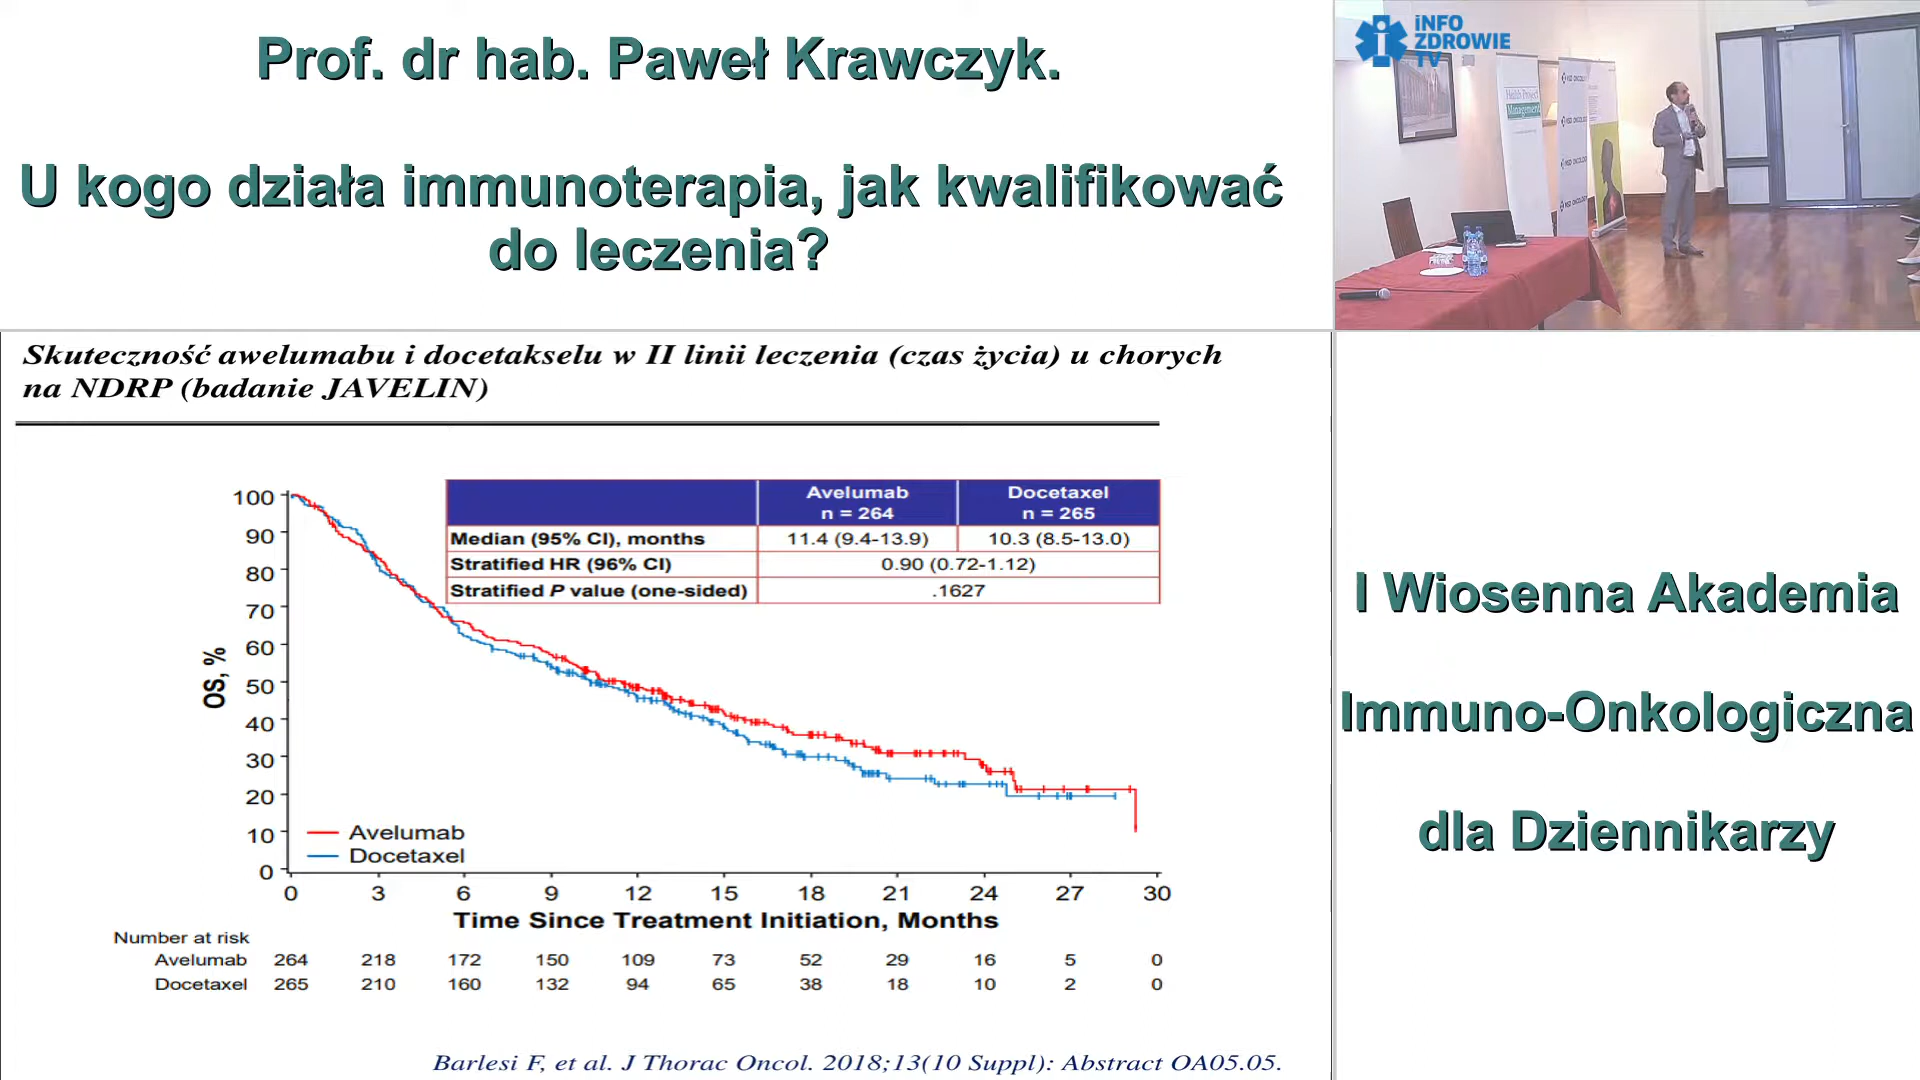 Prof. dr hab. Paweł Krawczyk.
U kogo działa immunoterapia, jak kwalifikować
do leczenia?
iNFO
ZDROWIE
TV
Health Project
Management
MSD ONCOLOGY
Skuteczność awelumabu i docetakselu w II linii leczenia (czas życia) u chorych
na NDRP (badanie JAVELIN)
Avelumab Docetaxel
n = 264 n = 265
Median (95% CI), months 11.4 (9.4-13.9) 10.3 (8.5-13.0)
Stratified HR (96% CI) 0.90 (0.72-1.12)
Stratified P value (one-sided) .1627
OS, %
100
90
80
70
60
50
40
30
20
10
0
Avelumab
Docetaxel
0 3 6 9 12 15 18 21 24 27 30
Time Since Treatment Initiation, Months
Number at risk
Avelumab 264 218 172 150 109 73 52 29 16 5 0
Docetaxel 265 210 160 132 94 65 38 18 10 2 0
Barlesi F, et al. J Thorac Oncol. 2018;13(10 Suppl): Abstract OA05.05.
I Wiosenna Akademia
Immuno-Onkologiczna
dla Dziennikarzy